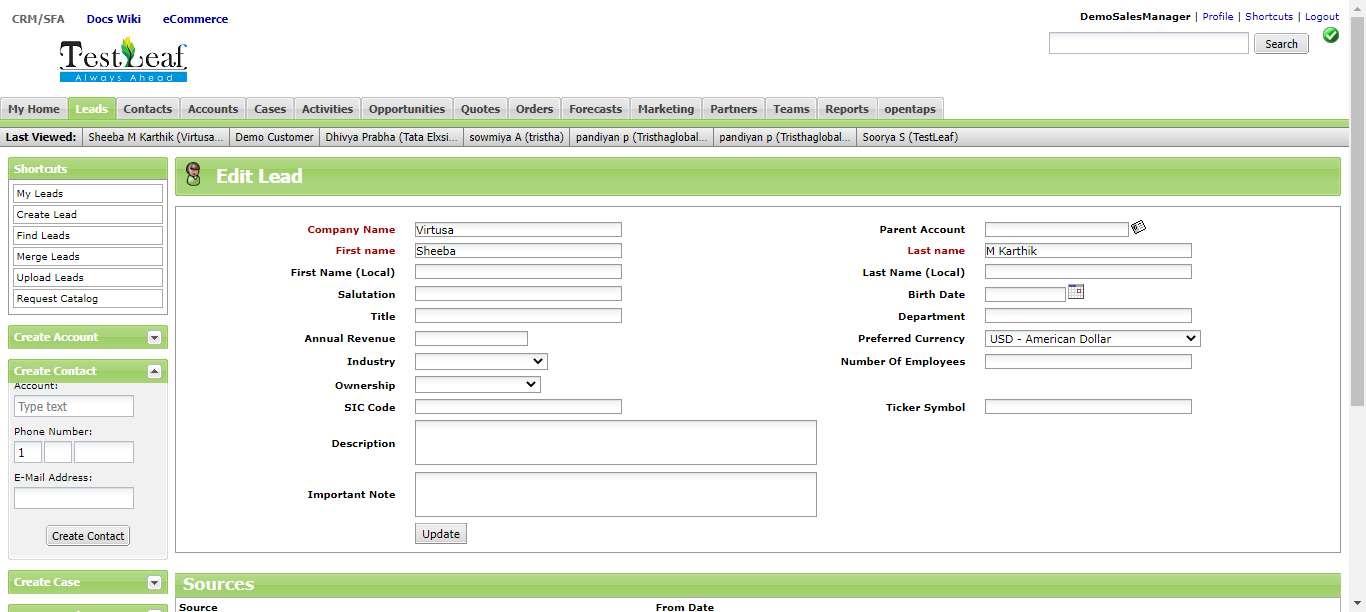 CRM/SFA Docs Wiki eCommerce
DemoSalesManager | Profile | Shortcuts | Logout
Search
TestLeaf
Always Ahead
My Home Leads Contacts Accounts Cases Activities Opportunities Quotes Orders Forecasts Marketing Partners Teams Reports opentaps
Last Viewed: Sheeba M Karthik (Virtusa... Demo Customer Dhivya Prabha (Tata Elxsi... sowmiya A (tristha) pandiyan p (Tristhaglobal... pandiyan p (Tristhaglobal... Soorya S (TestLeaf)
Shortcuts
My Leads
Create Lead
Find Leads
Merge Leads
Upload Leads
Request Catalog
Create Account
Create Contact
Account:
Type text
Phone Number:
1
E-Mail Address:
Create Contact
Create Case
Edit Lead
Company Name Virtusa Parent Account
First name Sheeba Last name M Karthik
First Name (Local) Last Name (Local)
Salutation Birth Date
Title Department
Annual Revenue Preferred Currency USD - American Dollar
Industry Number Of Employees
Ownership
SIC Code Ticker Symbol
Description
Important Note
Update
Sources
Source From Date